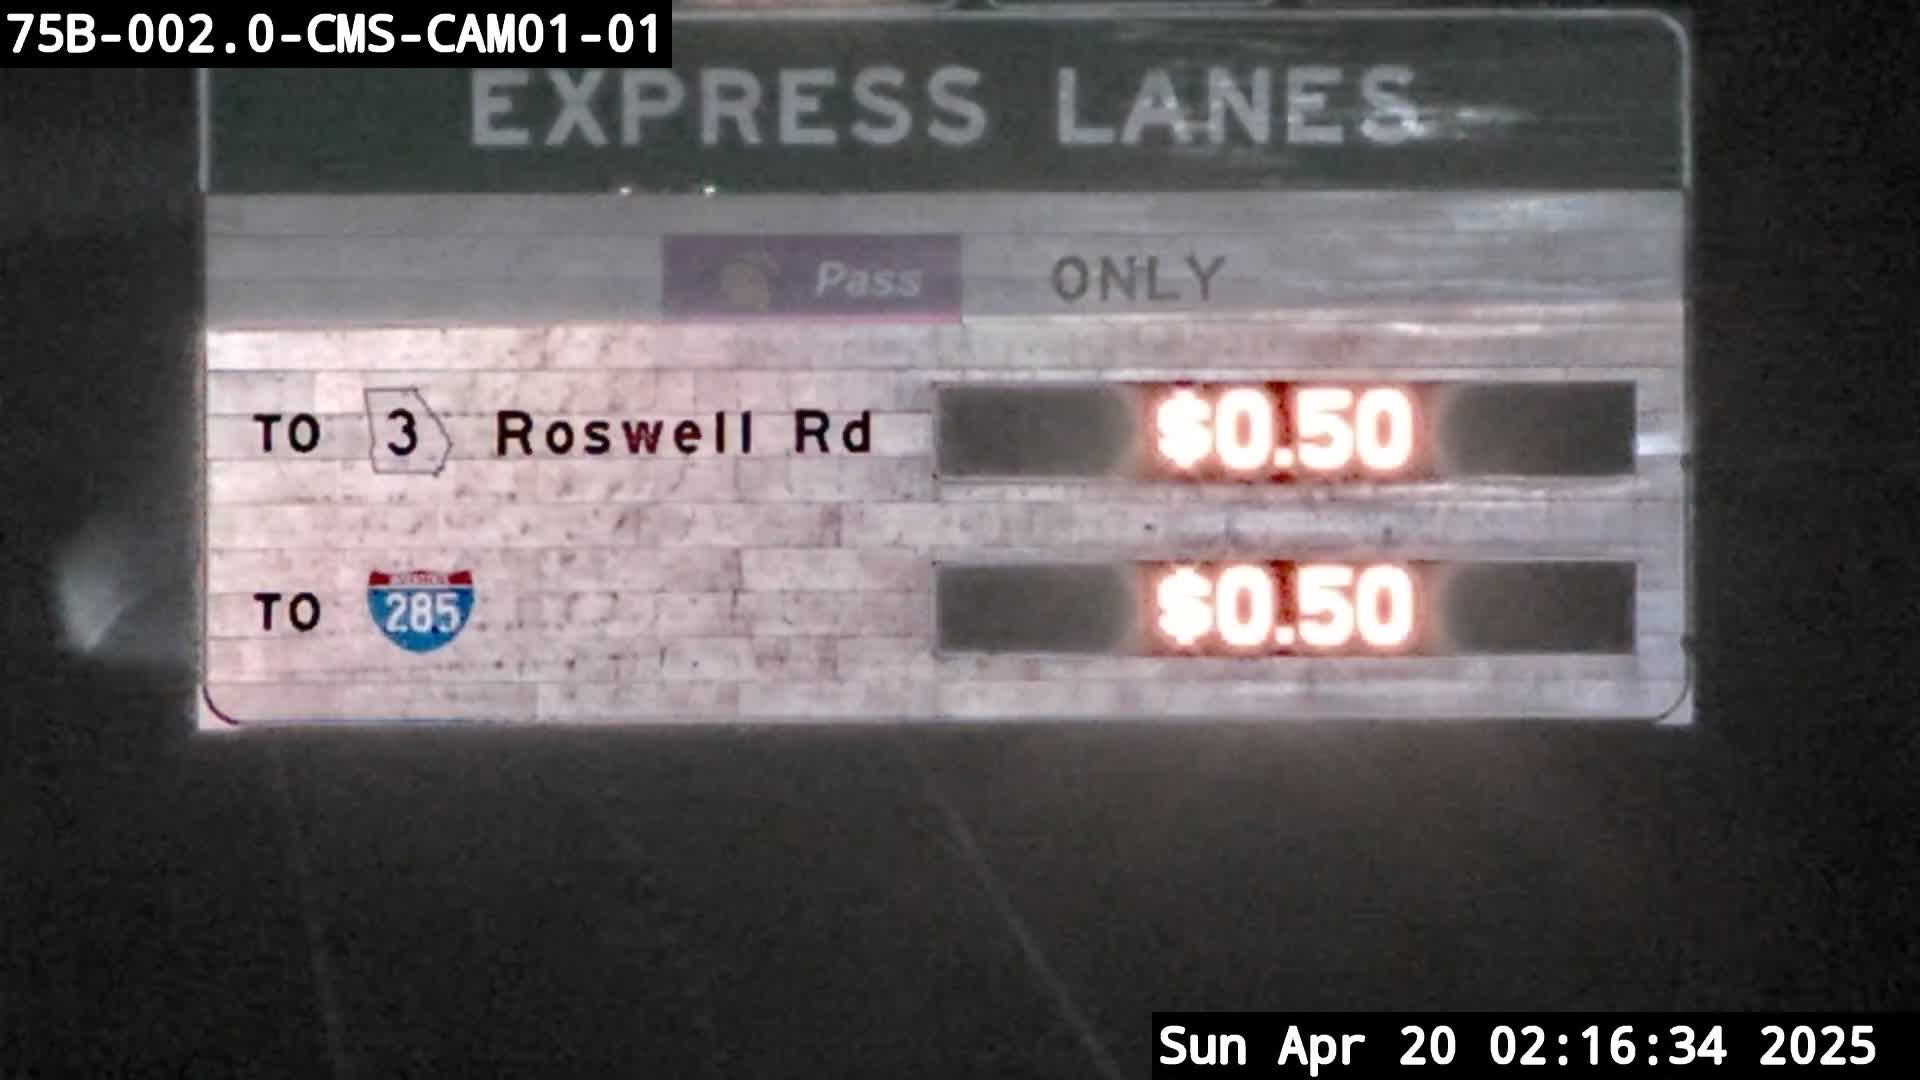 75B-002.0-CMS-CAM01-01
EXPRESS LANES
Pass ONLY
TO 3 Roswell Rd $0.50
TO 285 $0.50
Sun Apr 20 02:16:34 2025